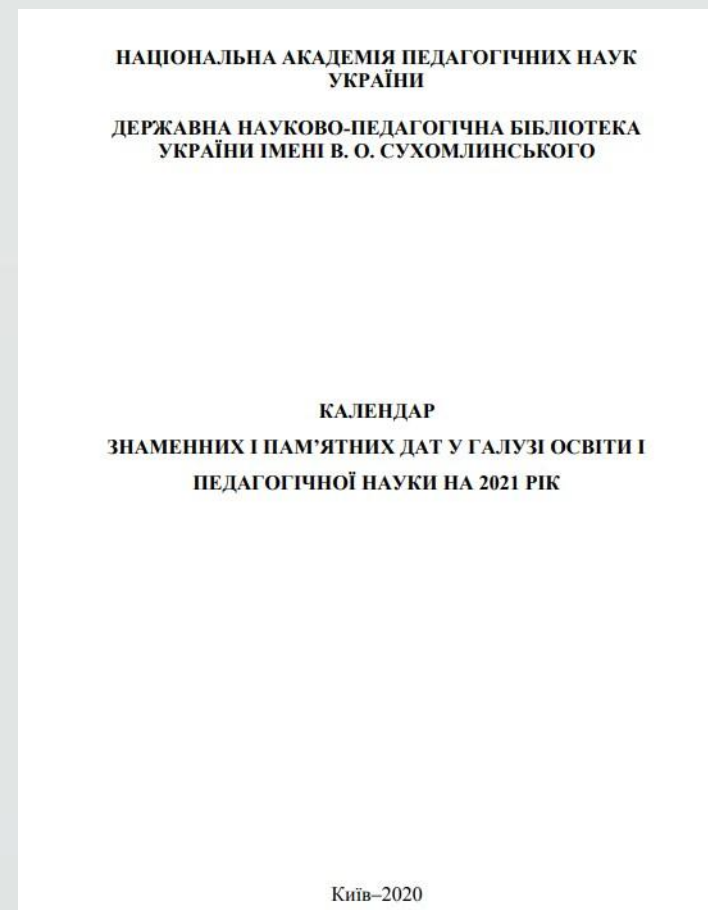 НАЦІОНАЛЬНА АКАДЕМІЯ ПЕДАГОГІЧНИХ НАУК
УКРАЇНИ
ДЕРЖАВНА НАУКОВО-ПЕДАГОГІЧНА БІБЛІОТЕКА
УКРАЇНИ ІМЕНІ В. О. СУХОМЛИНСЬКОГО
КАЛЕНДАР
ЗНАМЕННИХ І ПАМ’ЯТНИХ ДАТ У ГАЛУЗІ ОСВІТИ І
ПЕДАГОГІЧНОЇ НАУКИ НА 2021 РІК
Київ–2020